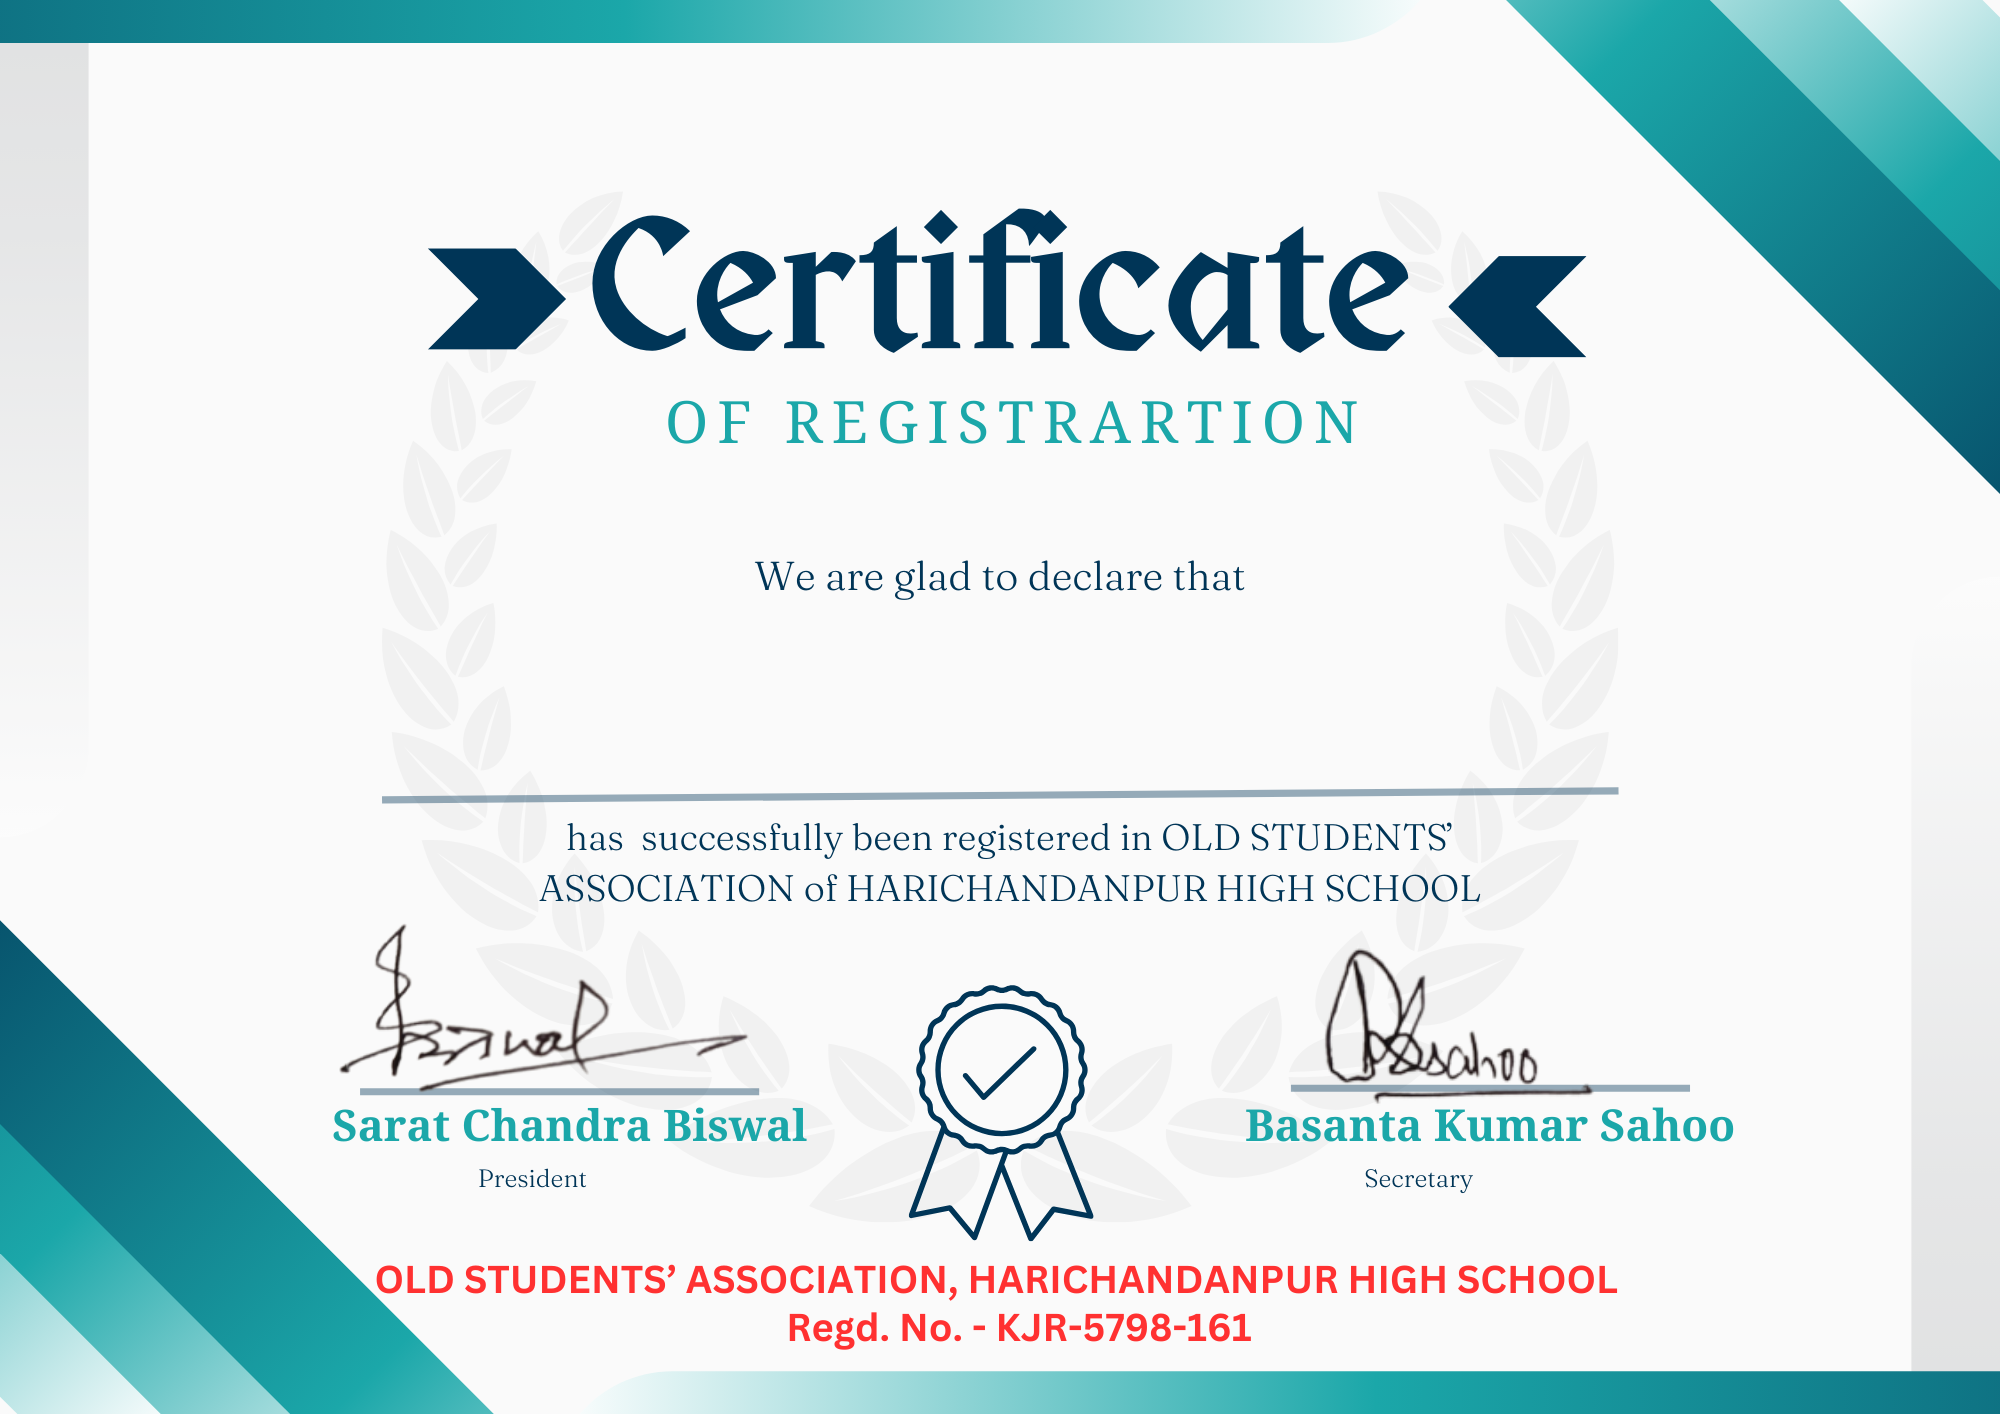 Certificate
OF REGISTRARTION
We are glad to declare that
has successfully been registered in OLD STUDENTS’
ASSOCIATION of HARICHANDANPUR HIGH SCHOOL
Biswal
Bksahoo
Sarat Chandra Biswal
Basanta Kumar Sahoo
President
Secretary
OLD STUDENTS’ ASSOCIATION, HARICHANDANPUR HIGH SCHOOL
Regd. No. - KJR-5798-161